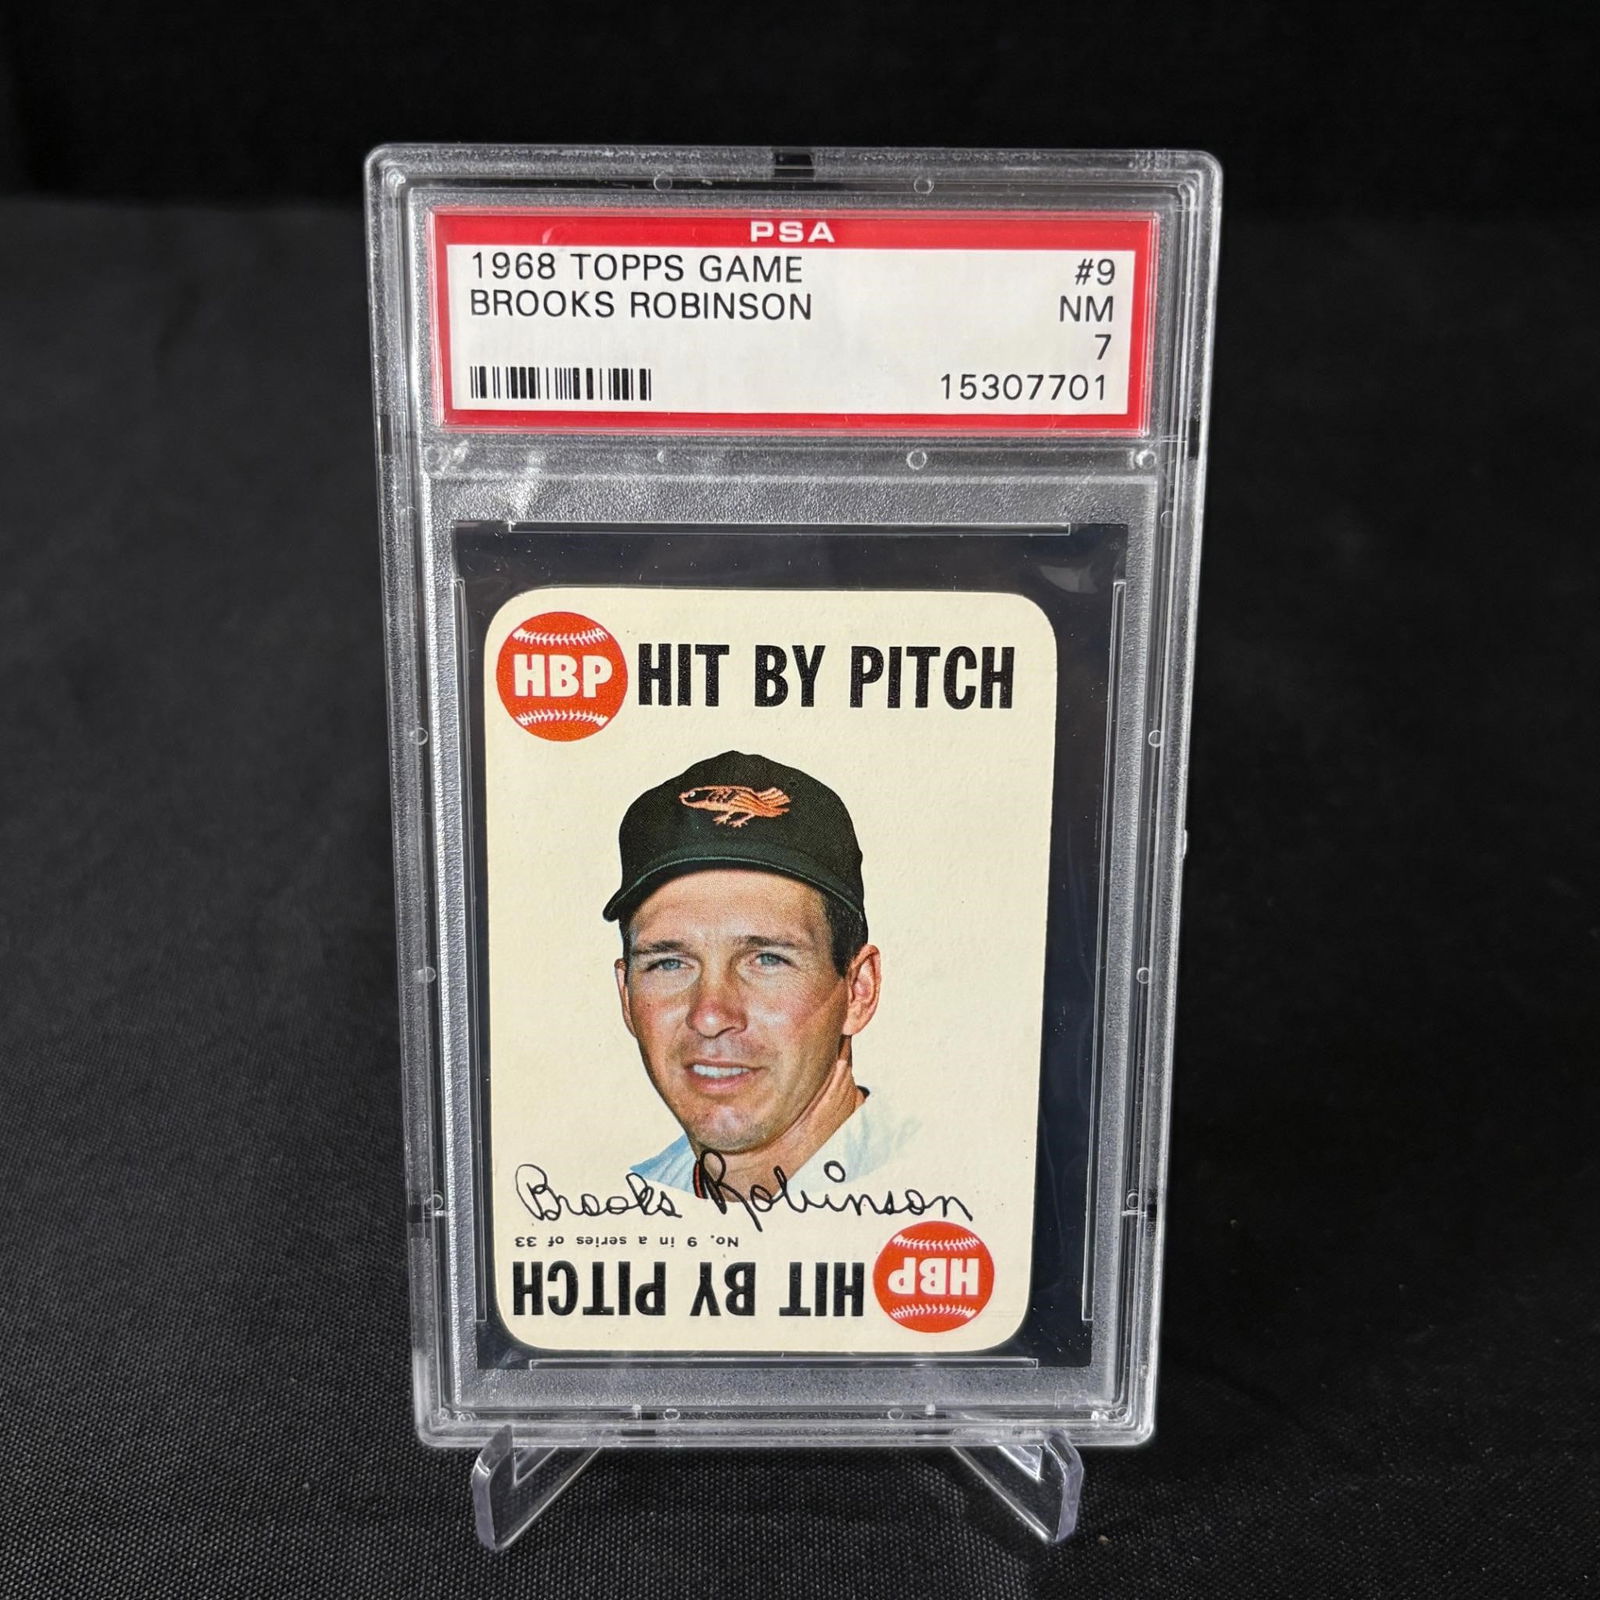 PSA
1968 TOPPS GAME #9
BROOKS ROBINSON NM
7
15307701
HBP HIT BY PITCH
Brooks Robinson
No. 9 in a series of 33
HIT BY PITCH HBP